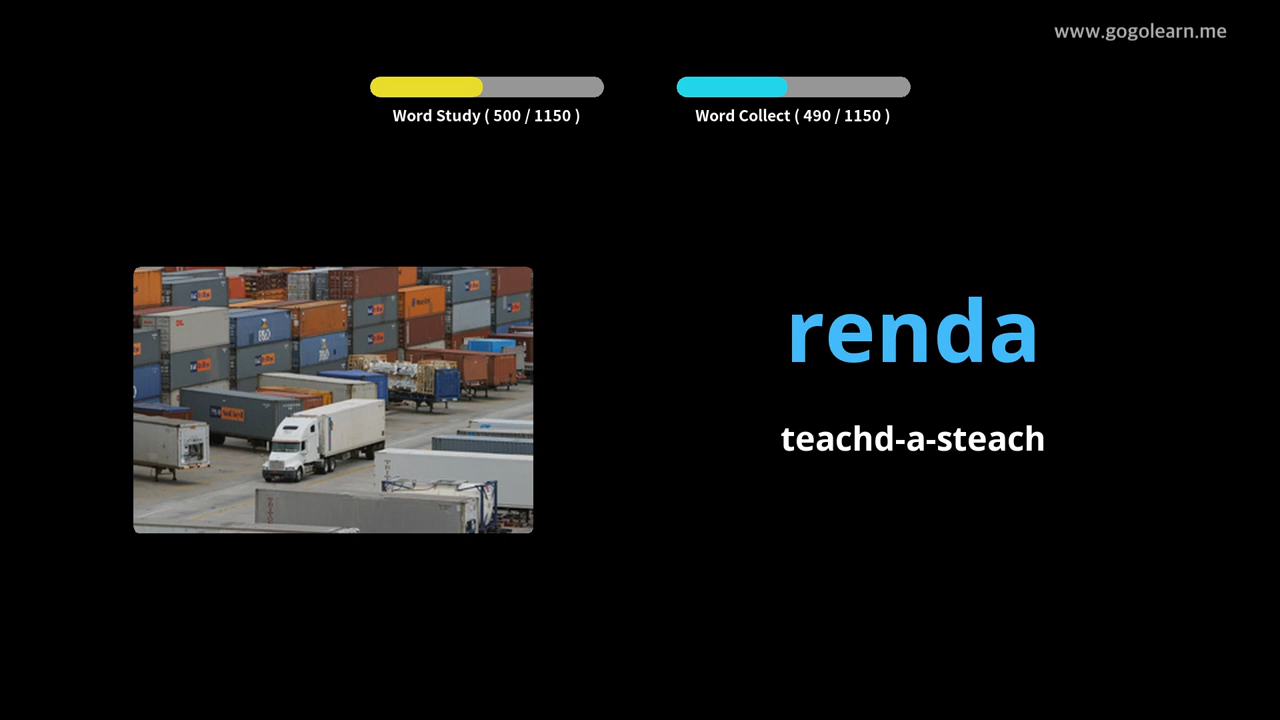 www.gogolearn.me
Word Study ( 500 / 1150 )
Word Collect ( 490 / 1150 )
renda
teachd-a-steach